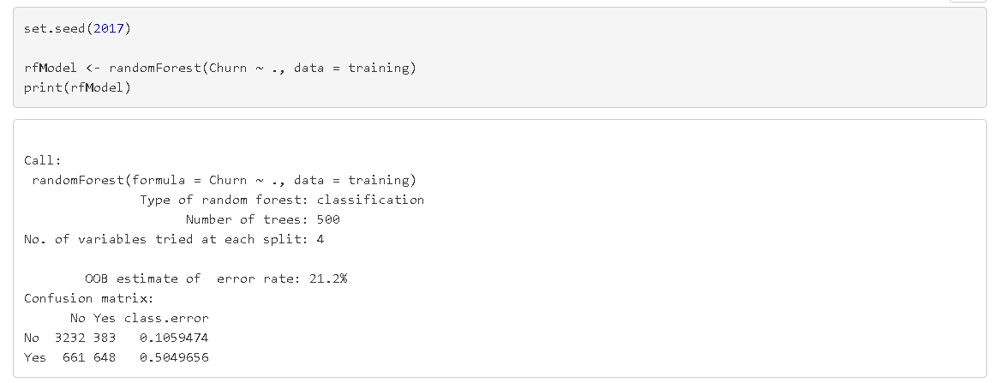 set.seed(2017)
rfModel <- randomForest(Churn ~ ., data = training)
print(rfModel)
Call:
 randomForest(formula = Churn ~ ., data = training)
               Type of random forest: classification
                     Number of trees: 500
No. of variables tried at each split: 4
        OOB estimate of  error rate: 21.2%
Confusion matrix:
      No Yes class.error
No  3232 383   0.1059474
Yes  661 648   0.5049656